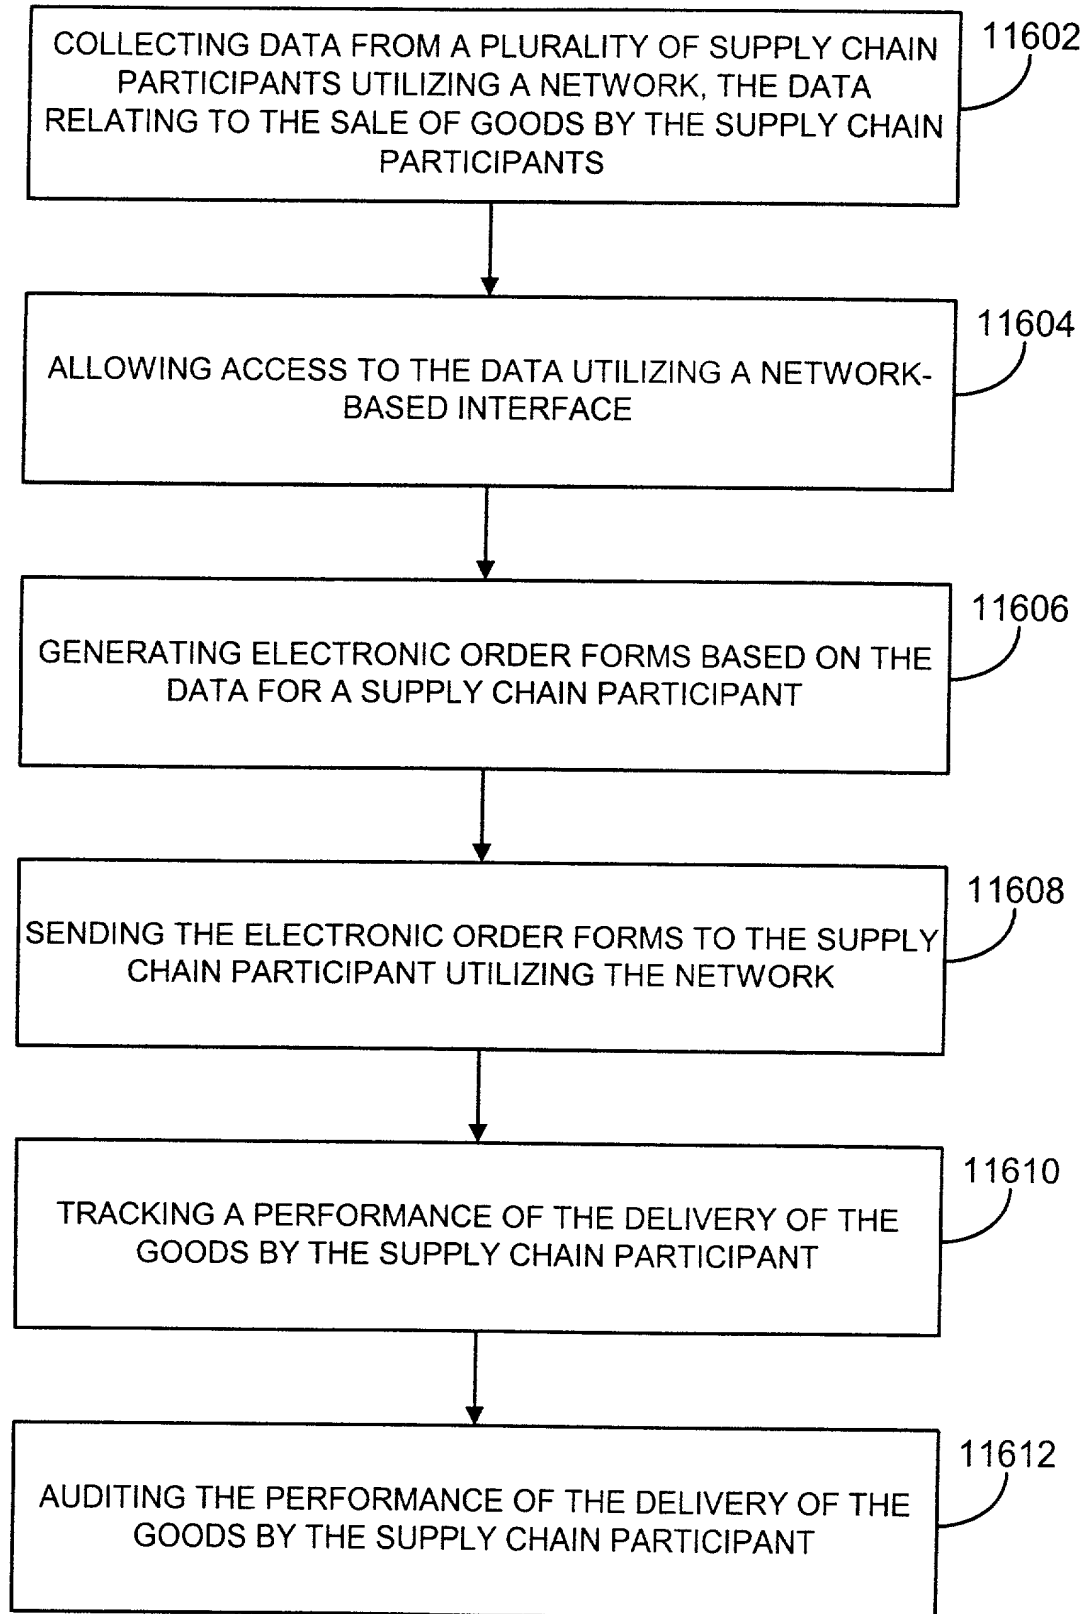 COLLECTING DATA FROM A PLURALITY OF SUPPLY CHAIN
PARTICIPANTS UTILIZING A NETWORK, THE DATA
RELATING TO THE SALE OF GOODS BY THE SUPPLY CHAIN
PARTICIPANTS
11602
ALLOWING ACCESS TO THE DATA UTILIZING A NETWORK-
BASED INTERFACE
11604
GENERATING ELECTRONIC ORDER FORMS BASED ON THE
DATA FOR A SUPPLY CHAIN PARTICIPANT
11606
SENDING THE ELECTRONIC ORDER FORMS TO THE SUPPLY
CHAIN PARTICIPANT UTILIZING THE NETWORK
11608
TRACKING A PERFORMANCE OF THE DELIVERY OF THE
GOODS BY THE SUPPLY CHAIN PARTICIPANT
11610
AUDITING THE PERFORMANCE OF THE DELIVERY OF THE
GOODS BY THE SUPPLY CHAIN PARTICIPANT
11612